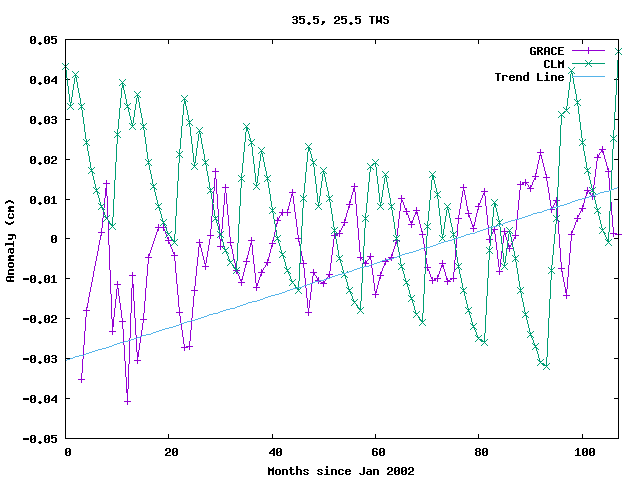 35.5, 25.5 TWS
GRACE
CLM
Trend Line
0.05
0.04
0.03
0.02
0.01
0
-0.01
-0.02
-0.03
-0.04
-0.05
Anomaly (cm)
0 20 40 60 80 100
Months since Jan 2002